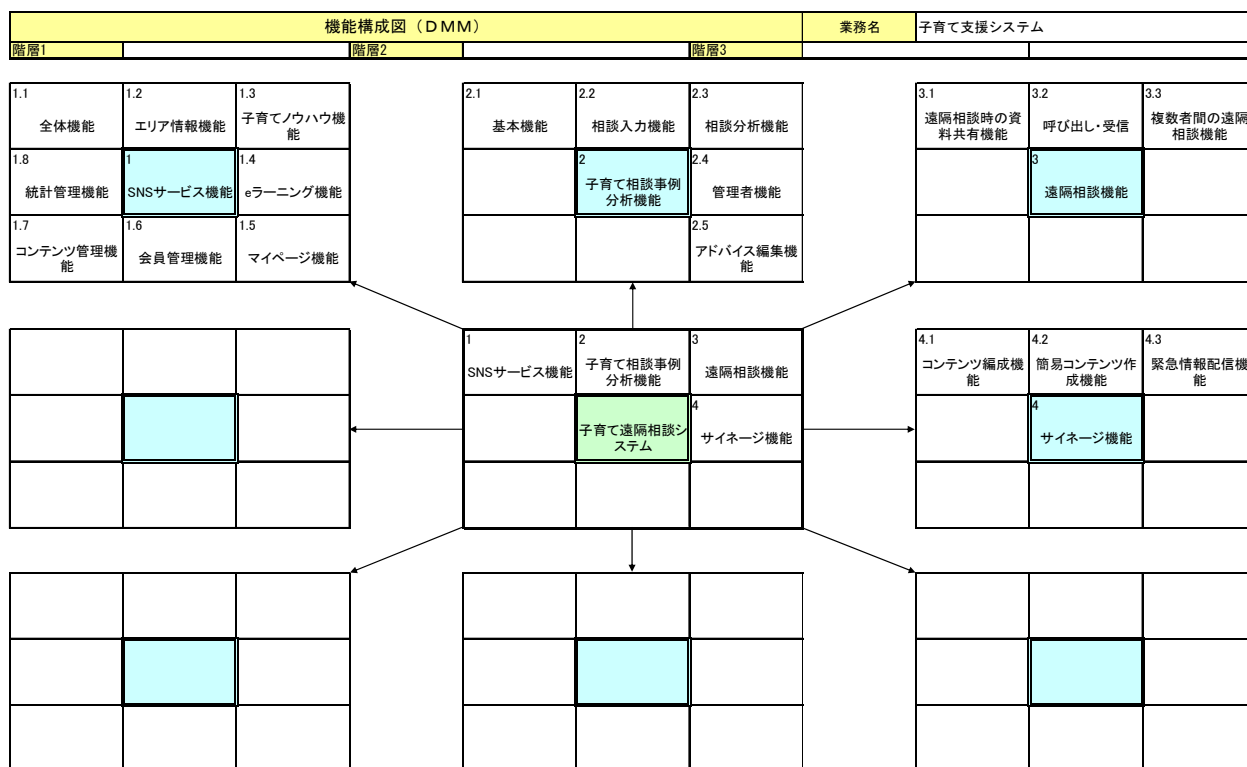 機能構成図（DMM）
業務名
子育て支援システム
階層1
階層2
階層3
1.1
全体機能
1.2
エリア情報機能
1.3
子育てノウハウ機
能
1.8
統計管理機能
1
SNSサービス機能
1.4
eラーニング機能
1.7
コンテンツ管理機
能
1.6
会員管理機能
1.5
マイページ機能
2.1
基本機能
2.2
相談入力機能
2.3
相談分析機能
2
子育て相談事例
分析機能
2.4
管理者機能
2.5
アドバイス編集機
能
3.1
遠隔相談時の資
料共有機能
3.2
呼び出し・受信
3.3
複数者間の遠隔
相談機能
3
遠隔相談機能
1
SNSサービス機能
2
子育て相談事例
分析機能
3
遠隔相談機能
子育て遠隔相談シ
ステム
4
サイネージ機能
4.1
コンテンツ編成機
能
4.2
簡易コンテンツ作
成機能
4.3
緊急情報配信機
能
4
サイネージ機能